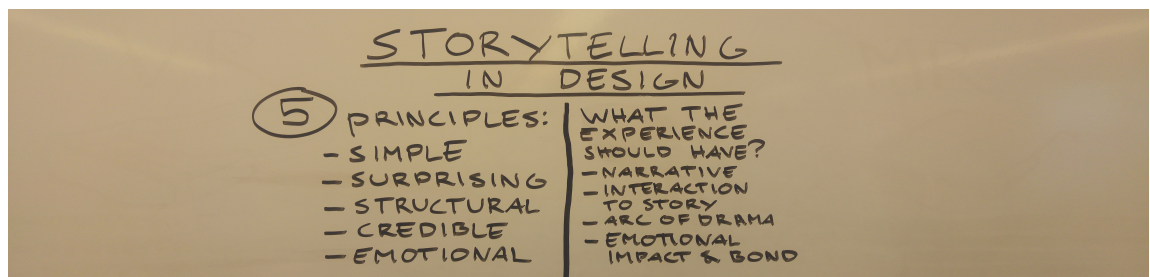 STORYTELLING
IN DESIGN
5 PRINCIPLES:
- SIMPLE
- SURPRISING
- STRUCTURAL
- CREDIBLE
- EMOTIONAL
WHAT THE
EXPERIENCE
SHOULD HAVE?
- NARRATIVE
- INTERACTION
TO STORY
- ARC OF DRAMA
- EMOTIONAL
IMPACT & BOND